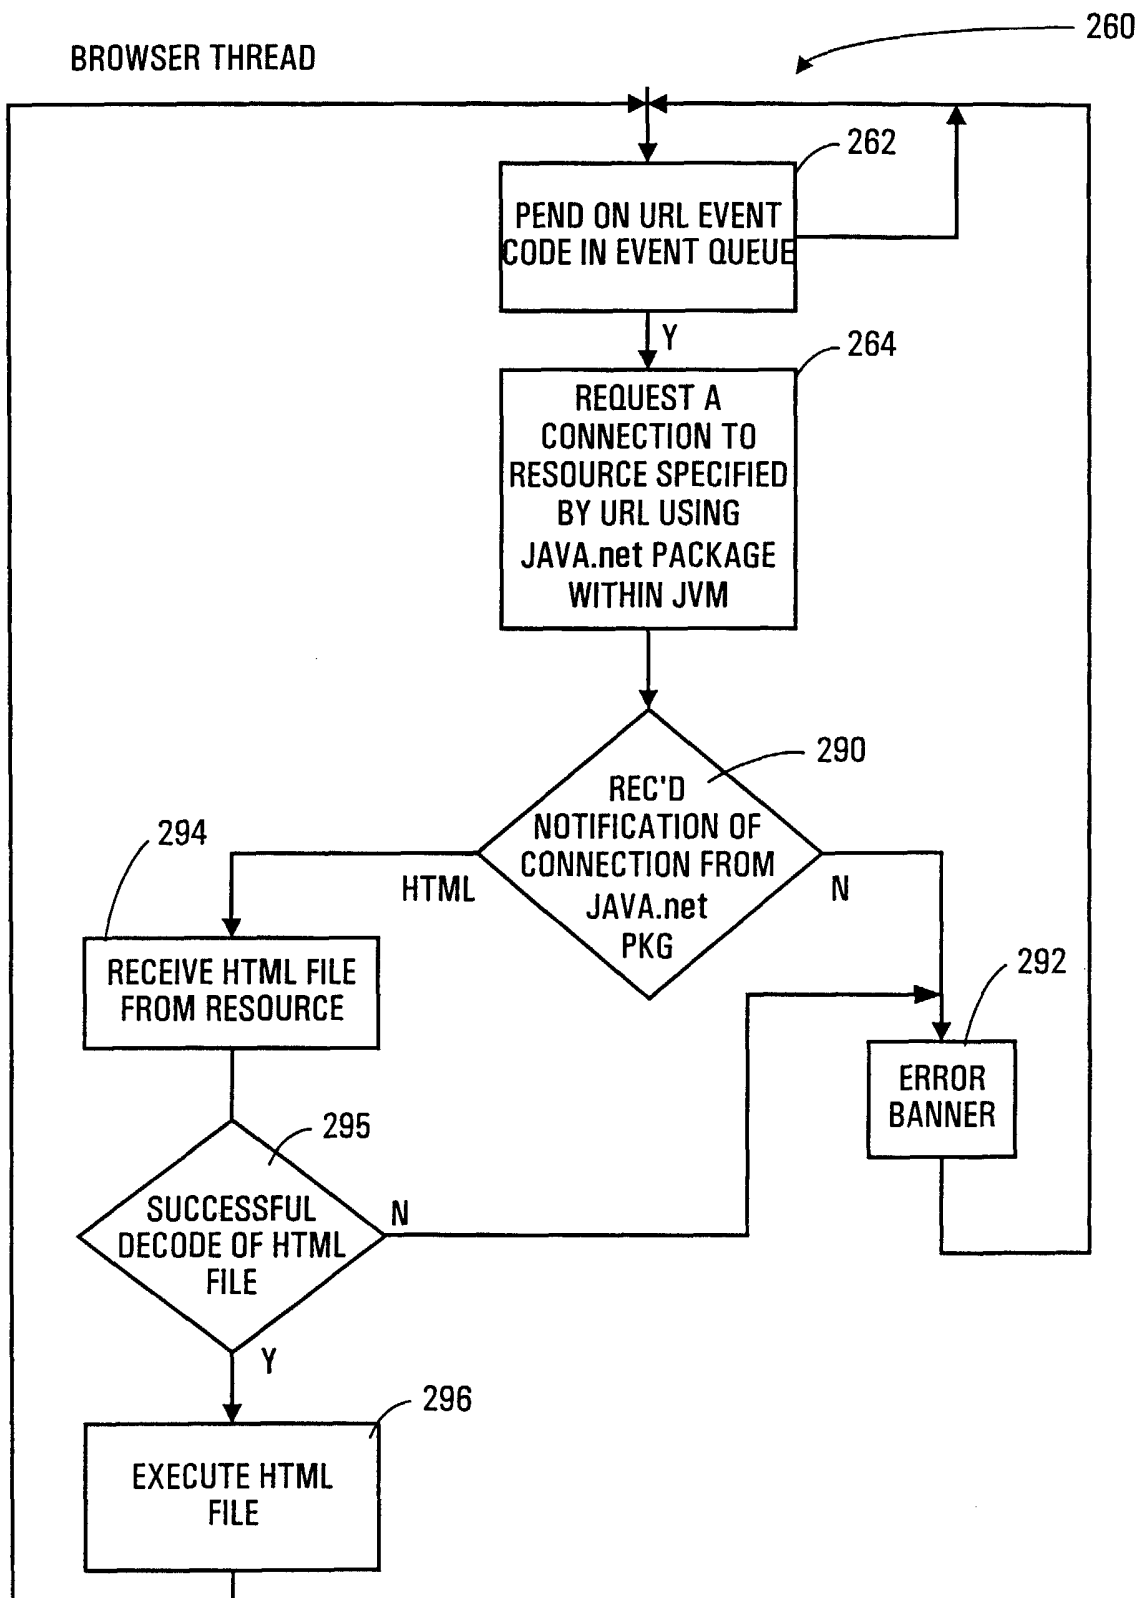 260
BROWSER THREAD
262
PEND ON URL EVENT
CODE IN EVENT QUEUE
Y
264
REQUEST A
CONNECTION TO
RESOURCE SPECIFIED
BY URL USING
JAVA.net PACKAGE
WITHIN JVM
290
REC'D
NOTIFICATION OF
CONNECTION FROM
JAVA.net
PKG
HTML
N
294
RECEIVE HTML FILE
FROM RESOURCE
292
ERROR
BANNER
295
SUCCESSFUL
DECODE OF HTML
FILE
N
Y
296
EXECUTE HTML
FILE